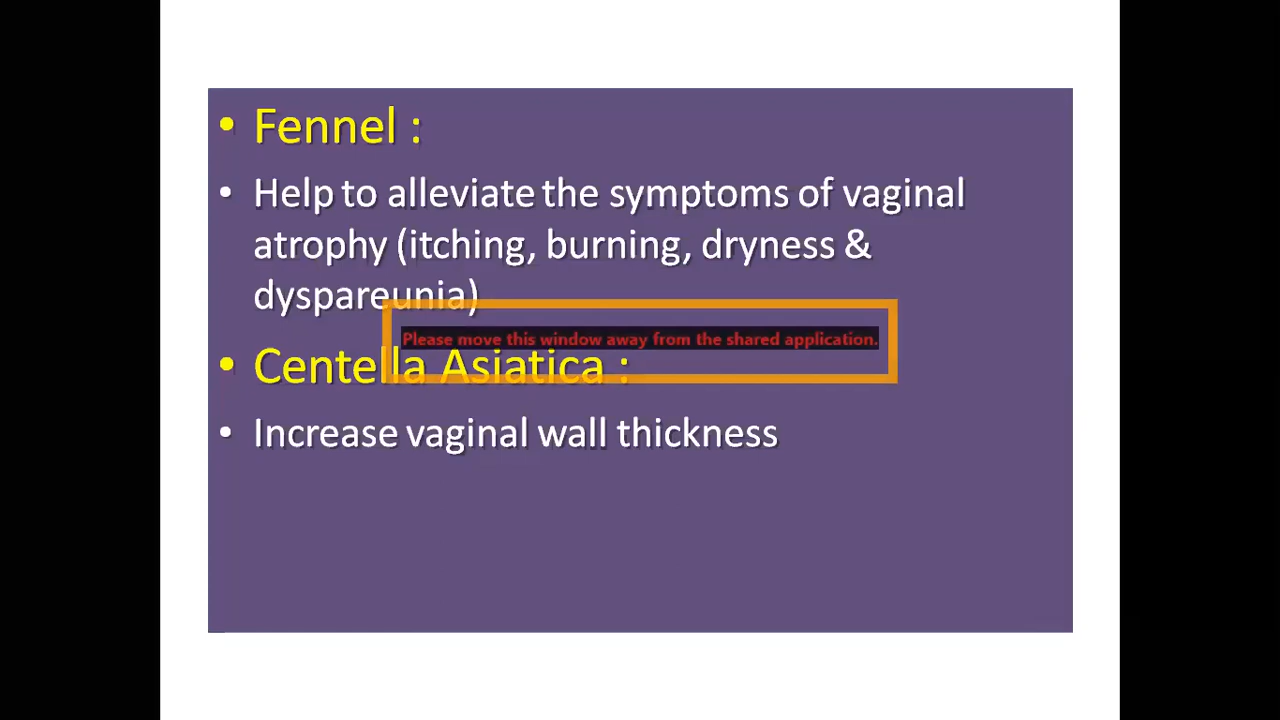 • Fennel :
• Help to alleviate the symptoms of vaginal
atrophy (itching, burning, dryness &
dyspareunia)
Please move this window away from the shared application.
• Centella Asiatica :
• Increase vaginal wall thickness